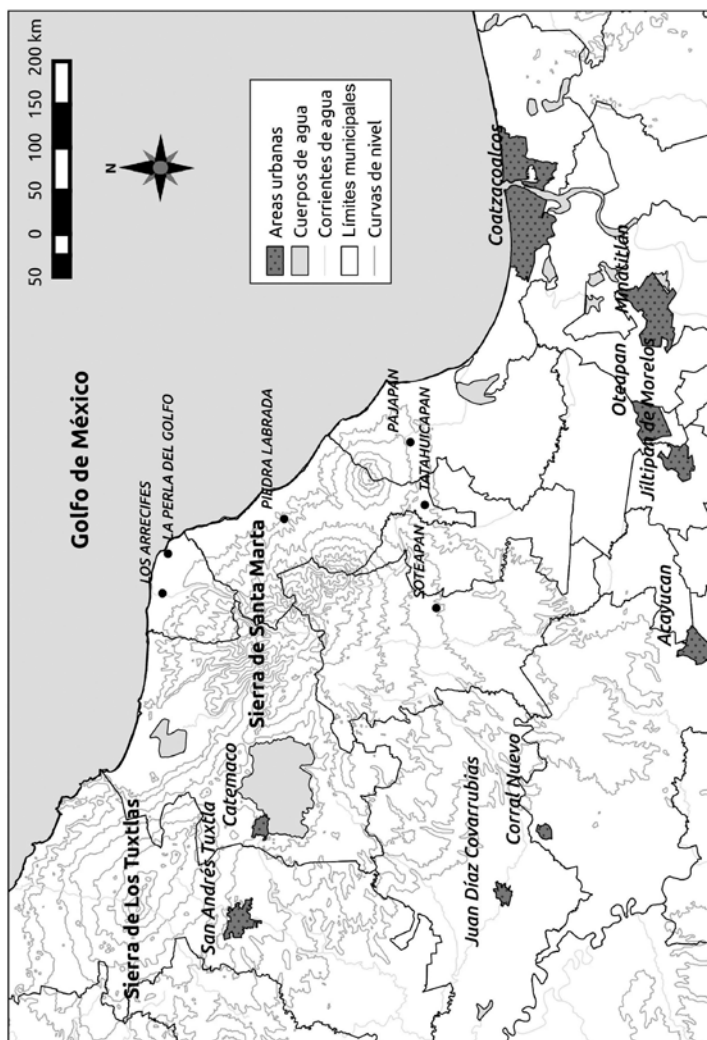 Golfo de México
50 0 50 100 150 200 km
N
Areas urbanas
Cuerpos de agua
Corrientes de agua
Límites municipales
Curvas de nivel
LOS ARRECIFES
LA PERLA DEL GOLFO
Sierra de Los Tuxtlas
San Andrés Tuxtla
Catemaco
Sierra de Santa Marta
PIEDRA LABRADA
SOTEAPAN
TATAHUICAPAN
PAJAPAN
Coatzacoalcos
Juan Díaz Covarrubias
Corral Nuevo
Acayucan
Jiltipan de Morelos
Oteapan
Minatitlán